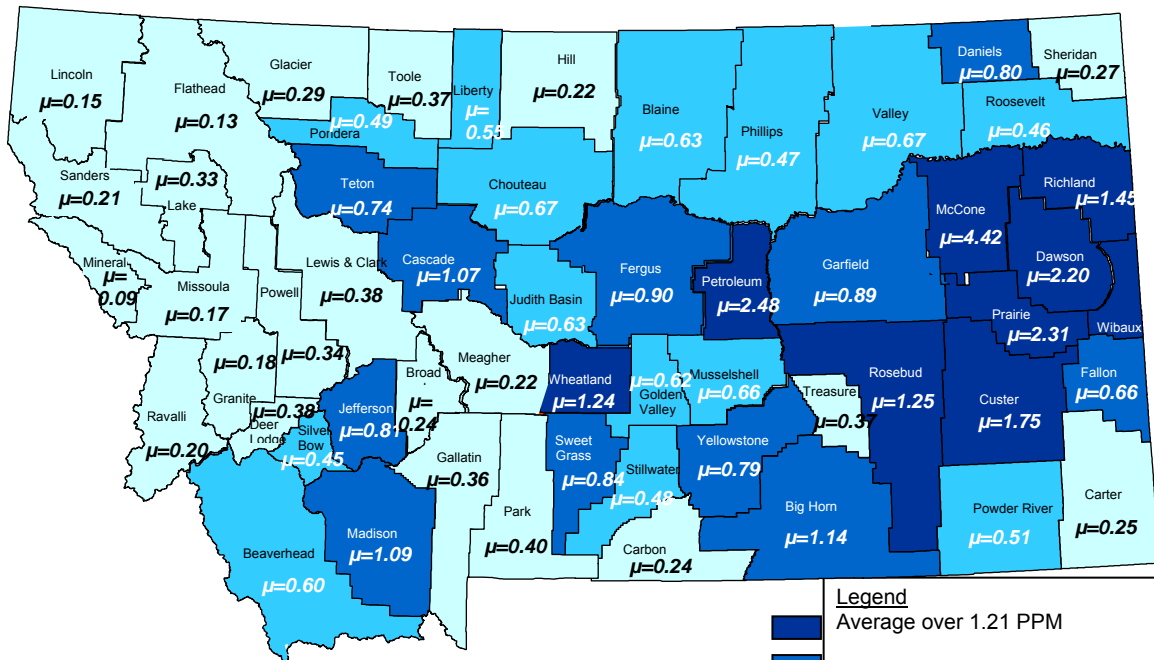 Lincoln
μ=0.15
Flathead
μ=0.13
Glacier
μ=0.29
Toole
μ=0.37
Liberty
μ=
0.55
Hill
μ=0.22
Blaine
μ=0.63
Phillips
μ=0.47
Valley
μ=0.67
Daniels
μ=0.80
Sheridan
μ=0.27
Roosevelt
μ=0.46
μ=0.49
Pondera
Sanders
μ=0.21
μ=0.33
Lake
Teton
μ=0.74
Chouteau
μ=0.67
Richland
μ=1.45
McCone
μ=4.42
Dawson
μ=2.20
Mineral
μ=
0.09
Missoula
μ=0.17
Powell
μ=0.34
Lewis & Clark
μ=0.38
Cascade
μ=1.07
Judith Basin
μ=0.63
Fergus
μ=0.90
Petroleum
μ=2.48
Garfield
μ=0.89
Prairie
μ=2.31
Wibaux
μ=0.18
Granite
Ravalli
μ=0.20
μ=0.38
Deer
Lodge
Silver
Bow
μ=0.45
Jefferson
μ=0.81
Broad
μ=
0.24
Meagher
μ=0.22
Wheatland
μ=1.24
μ=0.62
Golden
Valley
Musselshell
μ=0.66
Treasure
μ=0.37
Rosebud
μ=1.25
Custer
μ=1.75
Fallon
μ=0.66
Gallatin
μ=0.36
Sweet
Grass
μ=0.84
Stillwater
μ=0.48
Yellowstone
μ=0.79
Beaverhead
μ=0.60
Madison
μ=1.09
Park
μ=0.40
Carbon
μ=0.24
Big Horn
μ=1.14
Powder River
μ=0.51
Carter
μ=0.25
Legend
Average over 1.21 PPM